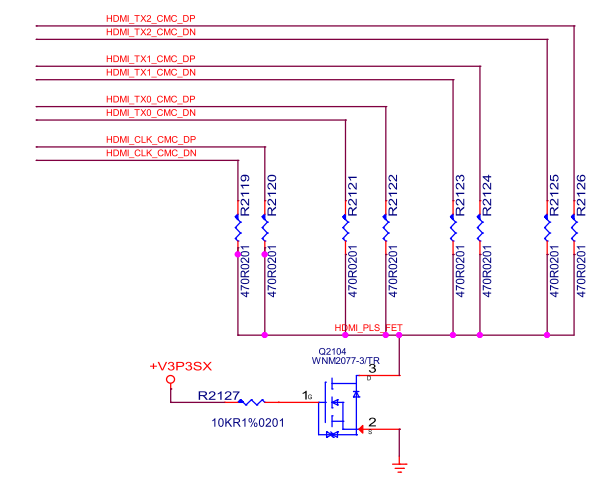 HDMI_TX2_CMC_DP
HDMI_TX2_CMC_DN
HDMI_TX1_CMC_DP
HDMI_TX1_CMC_DN
HDMI_TX0_CMC_DP
HDMI_TX0_CMC_DN
HDMI_CLK_CMC_DP
HDMI_CLK_CMC_DN
R2119
R2120
R2121
R2122
R2123
R2124
R2125
R2126
470R0201
470R0201
470R0201
470R0201
470R0201
470R0201
470R0201
470R0201
HDMI_PLS_FET
Q2104
WNM2077-3/TR
+V3P3SX
3
D
R2127
1
G
10KR1%0201
2
S